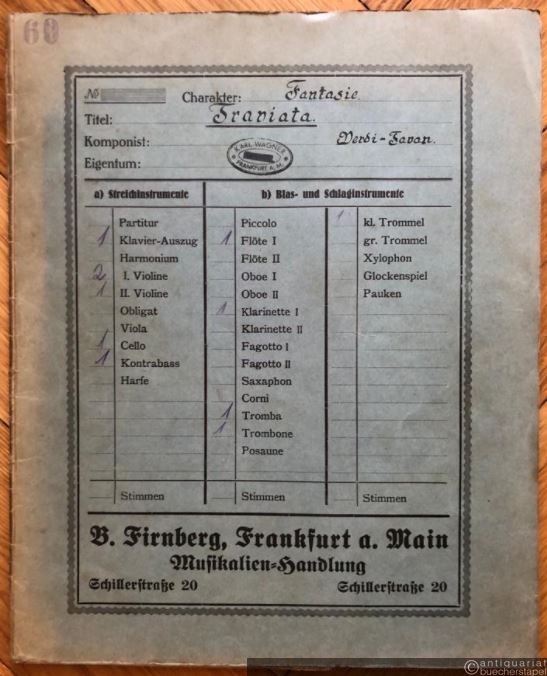 60
№
Charakter: Fantasie.
Titel: Traviata.
Komponist: Verdi-Tavan.
KARL WAGNER
FRANKFURT A. M.
Eigentum:
a) Streichinstrumente
b) Blas- und Schlaginstrumente
Partitur
1 Klavier-Auszug
Harmonium
2 I. Violine
1 II. Violine
Obligat
Viola
1 Cello
1 Kontrabass
Harfe
Stimmen
Piccolo
1 Flöte I
Flöte II
Oboe I
Oboe II
1 Klarinette I
Klarinette II
Fagotto I
Fagotto II
Saxaphon
Corni
1 Tromba
1 Trombone
Posaune
Stimmen
1 kl. Trommel
gr. Trommel
Xylophon
Glockenspiel
Pauken
Stimmen
B. Firnberg, Frankfurt a. Main
Musikalien-Handlung
Schillerstraße 20 Schillerstraße 20
©antiquariat
buecherstapel